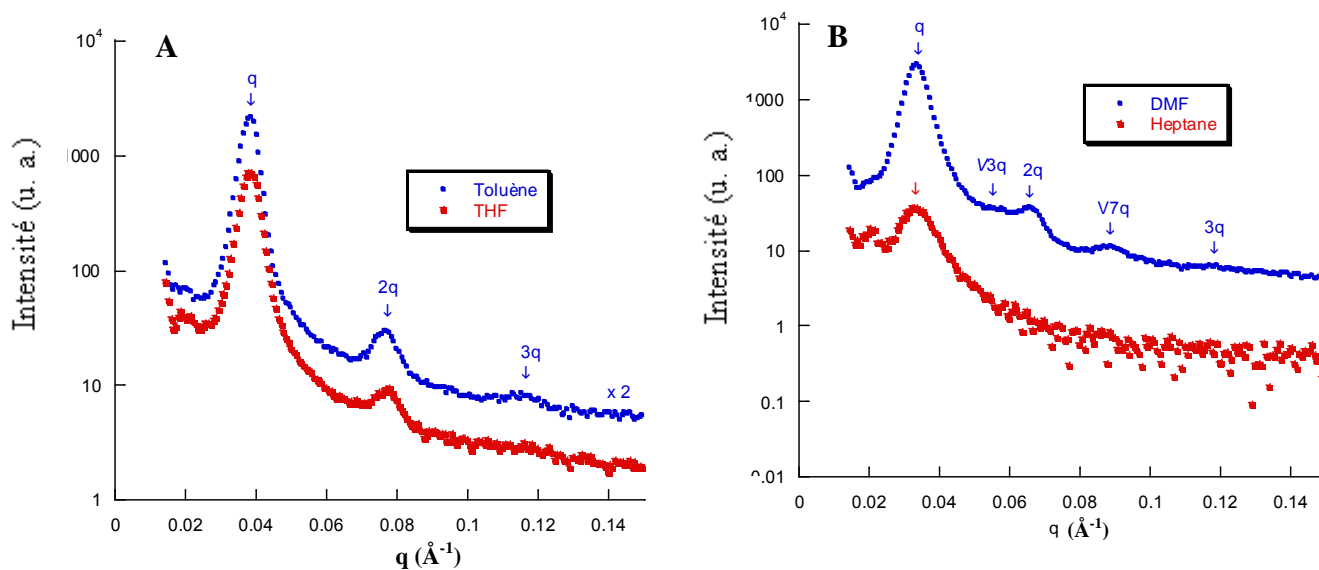 A
q
Toluène
THF
2q
3q
x 2
10⁴
1000
100
10
1
0
0.02
0.04
0.06
0.08
0.10
0.12
0.14
q (Å⁻¹)
Intensité (u. a.)
B
q
DMF
Heptane
V3q
2q
V7q
3q
10⁴
1000
100
10
1
0.1
0.01
0
0.02
0.04
0.06
0.08
0.1
0.12
0.14
q (Å⁻¹)
Intensité (u. a.)